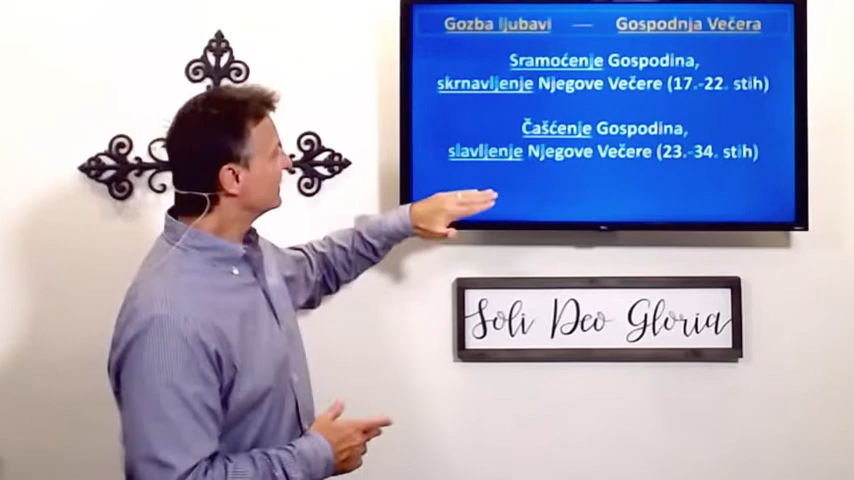 Gozba ljubavi — Gospodnja Večera
Sramoćenje Gospodina,
skrnavljenje Njegove Večere (17.-22. stih)
Čašćenje Gospodina,
slavljenje Njegove Večere (23.-34. stih)
Soli Deo Gloria